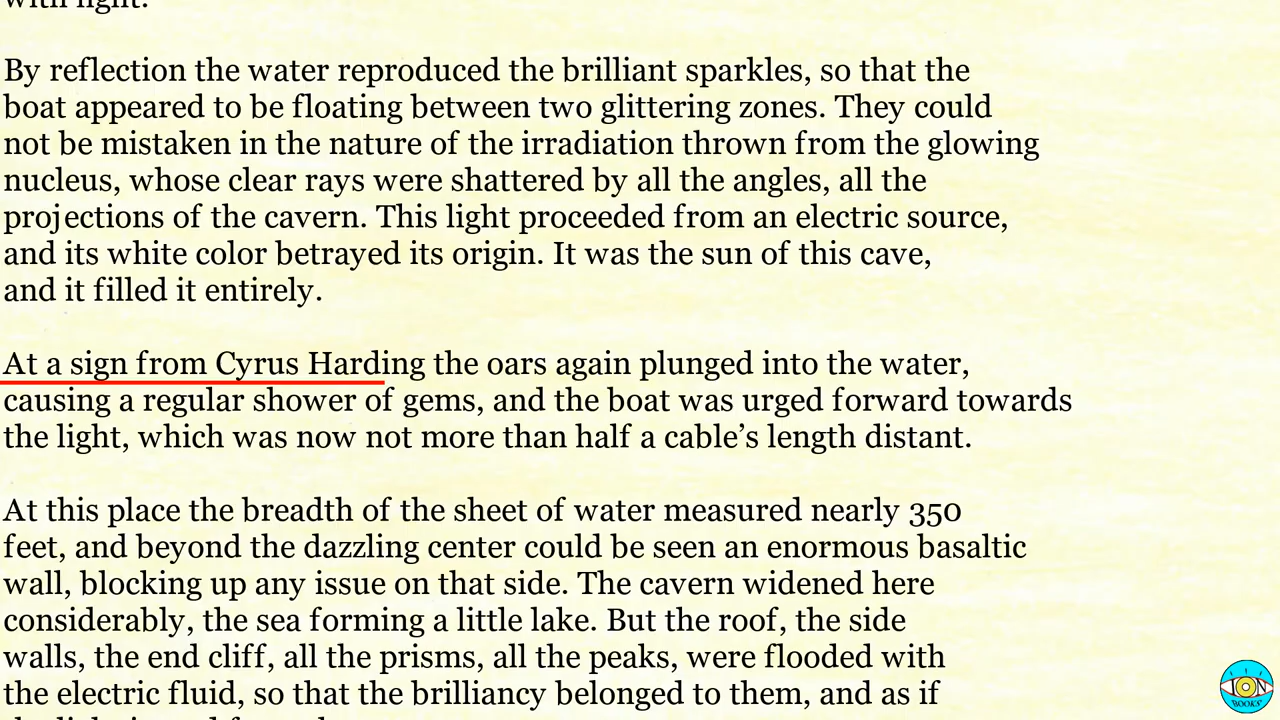 with light.
By reflection the water reproduced the brilliant sparkles, so that the
boat appeared to be floating between two glittering zones. They could
not be mistaken in the nature of the irradiation thrown from the glowing
nucleus, whose clear rays were shattered by all the angles, all the
projections of the cavern. This light proceeded from an electric source,
and its white color betrayed its origin. It was the sun of this cave,
and it filled it entirely.
At a sign from Cyrus Harding the oars again plunged into the water,
causing a regular shower of gems, and the boat was urged forward towards
the light, which was now not more than half a cable’s length distant.
At this place the breadth of the sheet of water measured nearly 350
feet, and beyond the dazzling center could be seen an enormous basaltic
wall, blocking up any issue on that side. The cavern widened here
considerably, the sea forming a little lake. But the roof, the side
walls, the end cliff, all the prisms, all the peaks, were flooded with
the electric fluid, so that the brilliancy belonged to them, and as if
ION
BOOKS